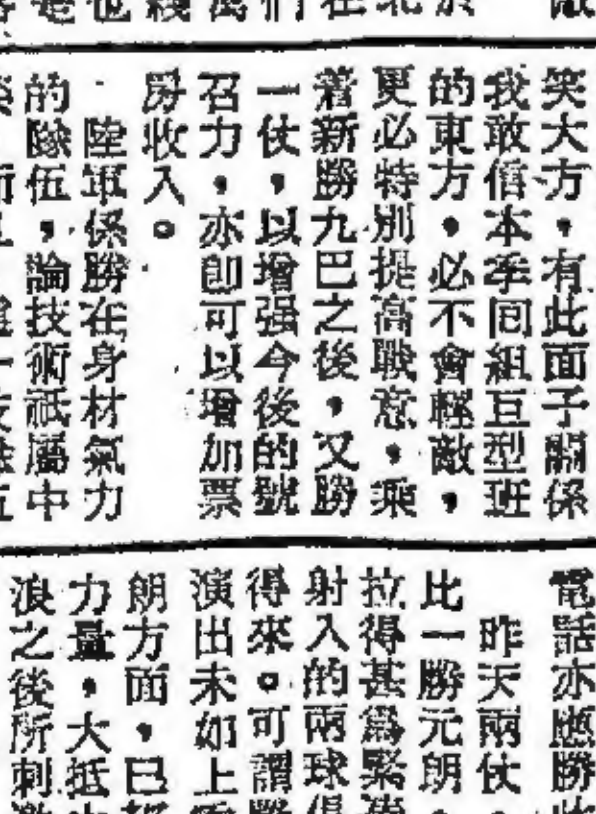 笑大方,有此面子關係
我敢信本季囘組巨型班
的東方,必不會輕敵,
更必特別提高戰意,乘
着新勝九巴之後,又勝
一仗,以增强今後的號
召力,亦卽可以增加票
房收入。
陸軍係勝在身材氣力
的隊伍,論技術祇屬中
電話亦應勝
昨天兩仗,
比一勝元朗,
拉得甚爲緊
射入的兩球
得來。可謂
演出未如上
朗方面,已
力量,大抵
浪之後所刺